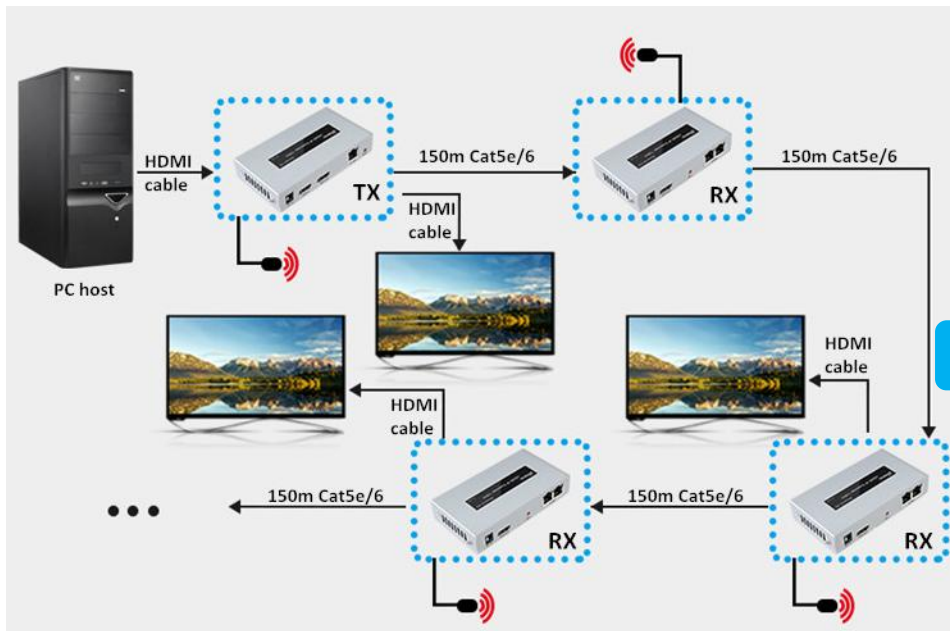 HDMI
cable
150m Cat5e/6
150m Cat5e/6
TX
RX
HDMI
cable
PC host
HDMI
cable
HDMI
cable
150m Cat5e/6
150m Cat5e/6
RX
RX